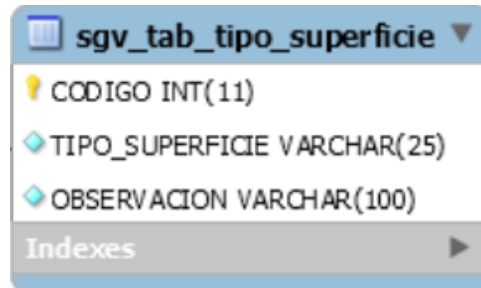 sgv_tab_tipo_superficie
CODIGO INT(11)
TIPO_SUPERFICIE VARCHAR(25)
OBSERVACION VARCHAR(100)
Indexes